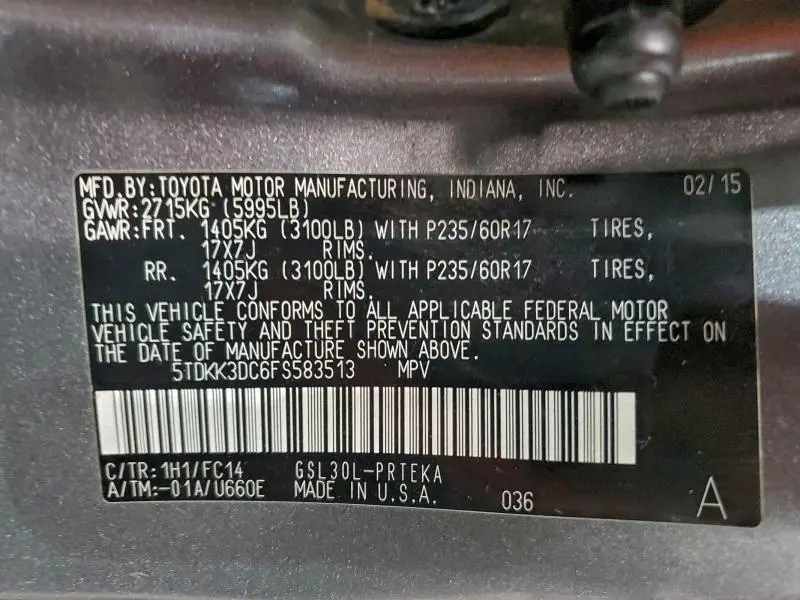 MFD.BY:TOYOTA MOTOR MANUFACTURING, INDIANA, INC. 02/15
GVWR:2715KG (5995LB)
GAWR:FRT. 1405KG (3100LB) WITH P235/60R17 TIRES,
17X7J RIMS.
RR. 1405KG (3100LB) WITH P235/60R17 TIRES,
17X7J RIMS.
THIS VEHICLE CONFORMS TO ALL APPLICABLE FEDERAL MOTOR
VEHICLE SAFETY AND THEFT PREVENTION STANDARDS IN EFFECT ON
THE DATE OF MANUFACTURE SHOWN ABOVE.
5TDKK3DC6FS583513 MPV
C/TR:1H1/FC14 GSL30L-PRTEKA
A/TM:-01A/U660E MADE IN U.S.A. 036 A